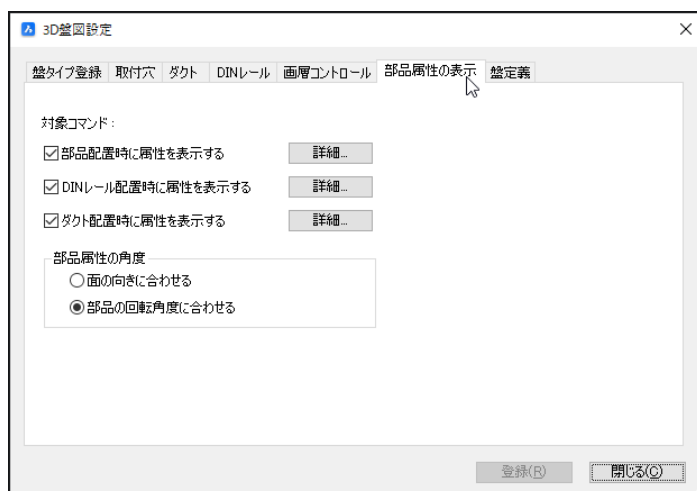 3D盤図設定
盤タイプ登録 取付穴 ダクト DINレール 画層コントロール 部品属性の表示 盤定義
対象コマンド：
部品配置時に属性を表示する 詳細...
DINレール配置時に属性を表示する 詳細...
ダクト配置時に属性を表示する 詳細...
部品属性の角度
面の向きに合わせる
部品の回転角度に合わせる
登録(R) 閉じる(C)